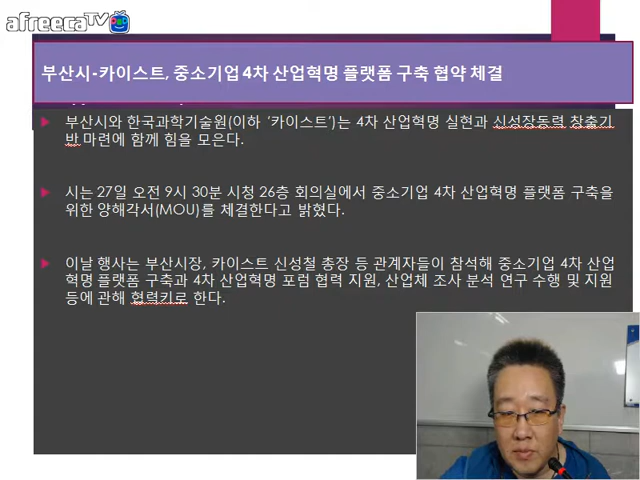 afreecaTV
부산시-카이스트, 중소기업 4차 산업혁명 플랫폼 구축 협약 체결
부산시와 한국과학기술원(이하 '카이스트')는 4차 산업혁명 실현과 신성장동력 창출기
반 마련에 함께 힘을 모은다.
시는 27일 오전 9시 30분 시청 26층 회의실에서 중소기업 4차 산업혁명 플랫폼 구축을
위한 양해각서(MOU)를 체결한다고 밝혔다.
이날 행사는 부산시장, 카이스트 신성철 총장 등 관계자들이 참석해 중소기업 4차 산업
혁명 플랫폼 구축과 4차 산업혁명 포럼 협력 지원, 산업체 조사 분석 연구 수행 및 지원
등에 관해 협력키로 한다.